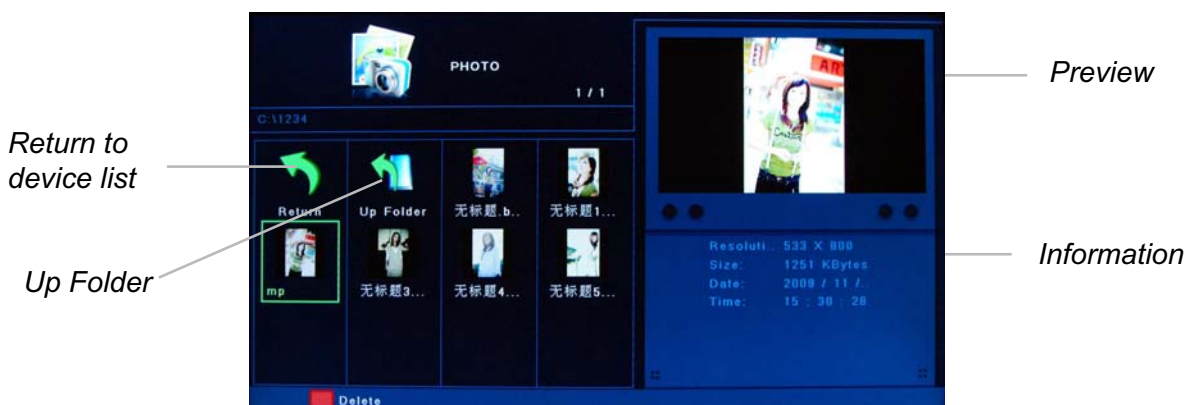 PHOTO
1 / 1
C:\1234
Return to
device list
Up Folder
Preview
Information
Return
Up Folder
无标题.b..
无标题1...
mp
无标题3...
无标题4...
无标题5...
Resoluti.. 533 X 800
Size: 1251 KBytes
Date: 2009 / 11 /..
Time: 15 : 30 : 28
Delete